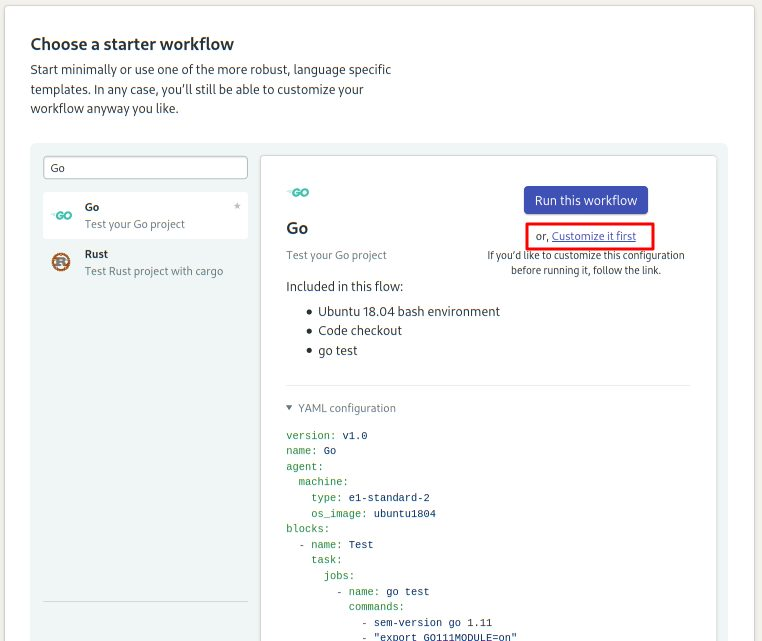 Choose a starter workflow
Start minimally or use one of the more robust, language specific
templates. In any case, you'll still be able to customize your
workflow anyway you like.
Go
Go
Test your Go project
Rust
Test Rust project with cargo
GO
R
GO
Go
Test your Go project
Run this workflow
or, Customize it first
If you'd like to customize this configuration
before running it, follow the link.
Included in this flow:
• Ubuntu 18.04 bash environment
• Code checkout
• go test
▼ YAML configuration
version: v1.0
name: Go
agent:
  machine:
    type: e1-standard-2
    os_image: ubuntu1804
blocks:
  - name: Test
    task:
      jobs:
        - name: go test
          commands:
            - sem-version go 1.11
            - "export GO111MODULE=on"